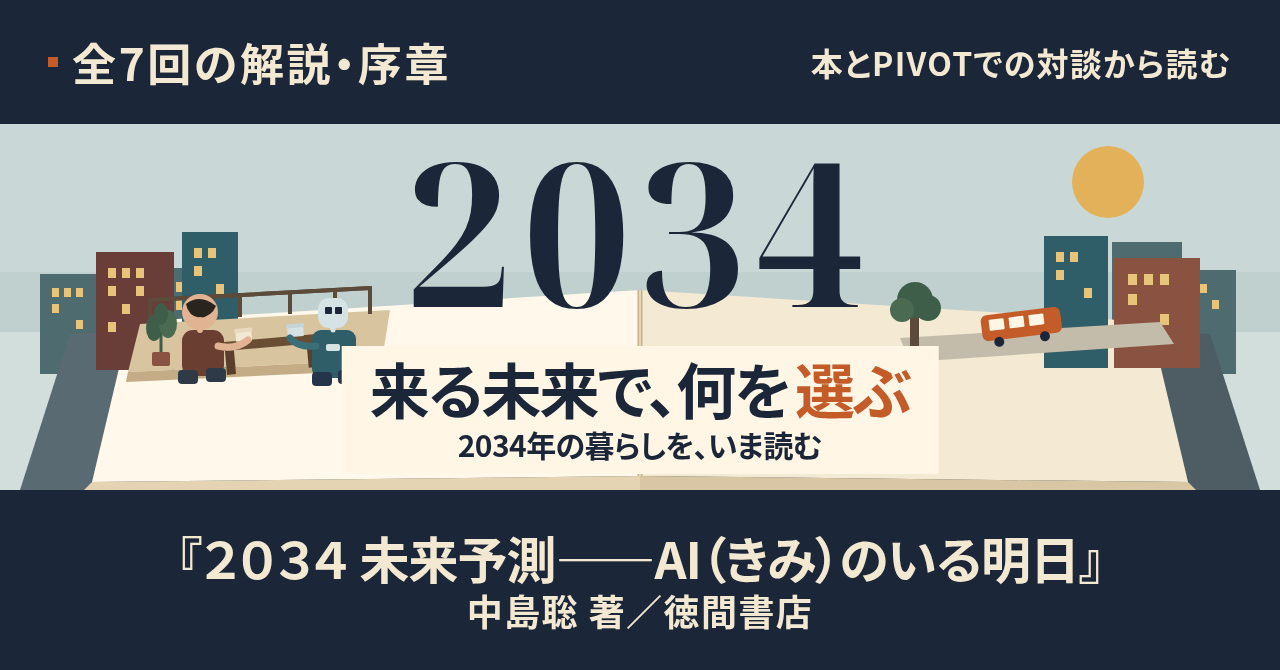 全7回の解説・序章
本とPIVOTでの対談から読む
2034
来る未来で、何を選ぶ
2034年の暮らしを、いま読む
『２０３４ 未来予測――AI（きみ）のいる明日』
中島聡 著／徳間書店